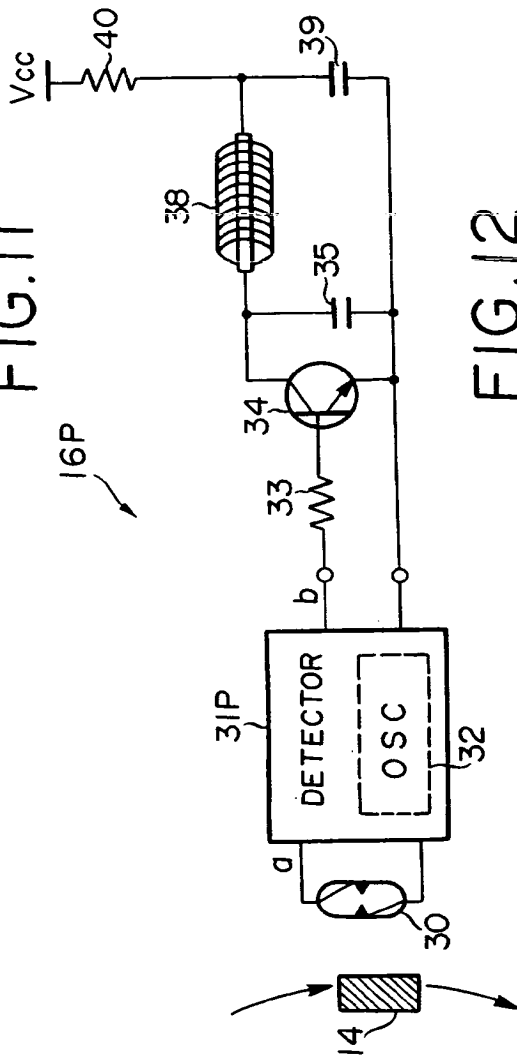 FIG.11
16P
Vcc
40
38
39
35
34
33
b
31P
DETECTOR
OSC
32
a
30
14
FIG.12